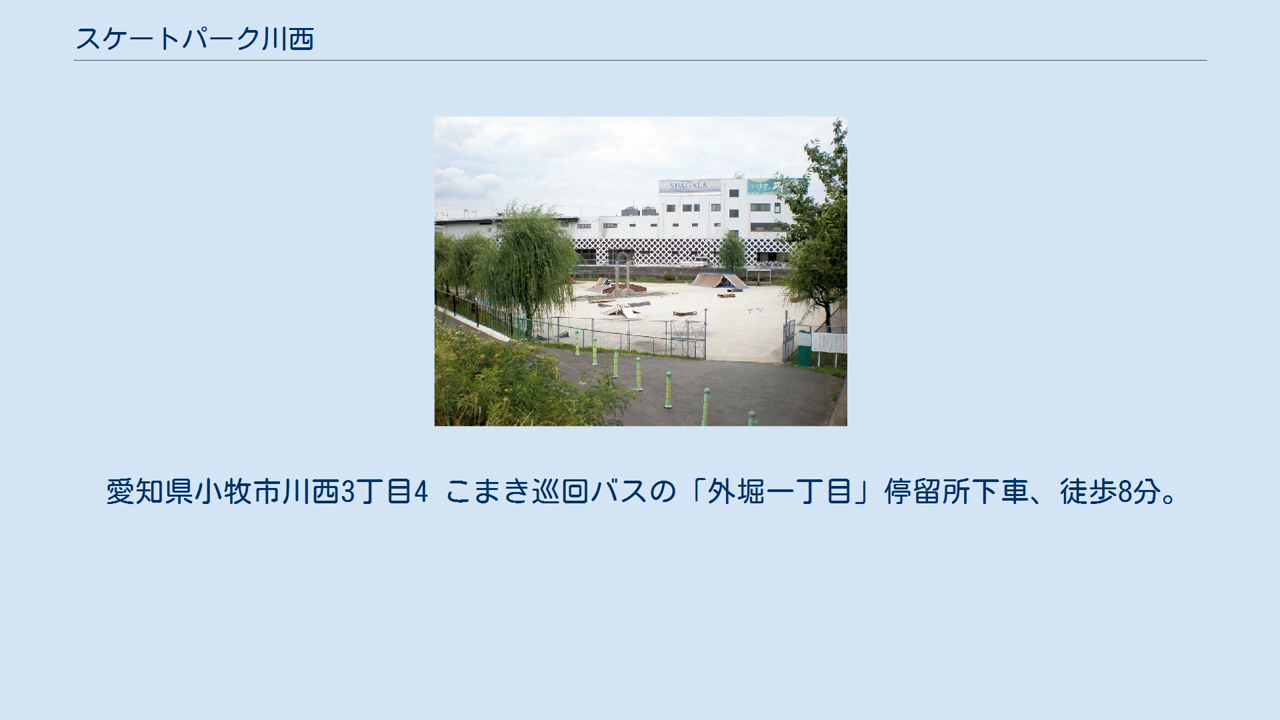 スケートパーク川西
愛知県小牧市川西3丁目4 こまき巡回バスの「外堀一丁目」停留所下車、徒歩8分。